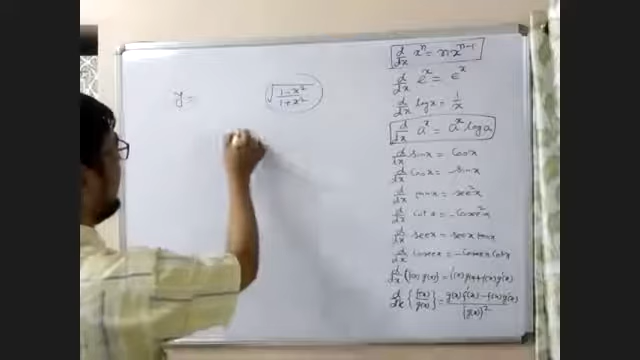 y = √(1-x²/1+x²)
d/dx xⁿ = nxⁿ⁻¹
d/dx eˣ = eˣ
d/dx log x = 1/x
d/dx aˣ = aˣ log a
d/dx sin x = cos x
d/dx cos x = -sin x
d/dx tan x = sec²x
d/dx cot x = -cosec²x
d/dx sec x = sec x tan x
d/dx cosec x = -cosec x cot x
d/dx {f(x)/g(x)} = g(x)f'(x) - f(x)g'(x)/{g(x)}²